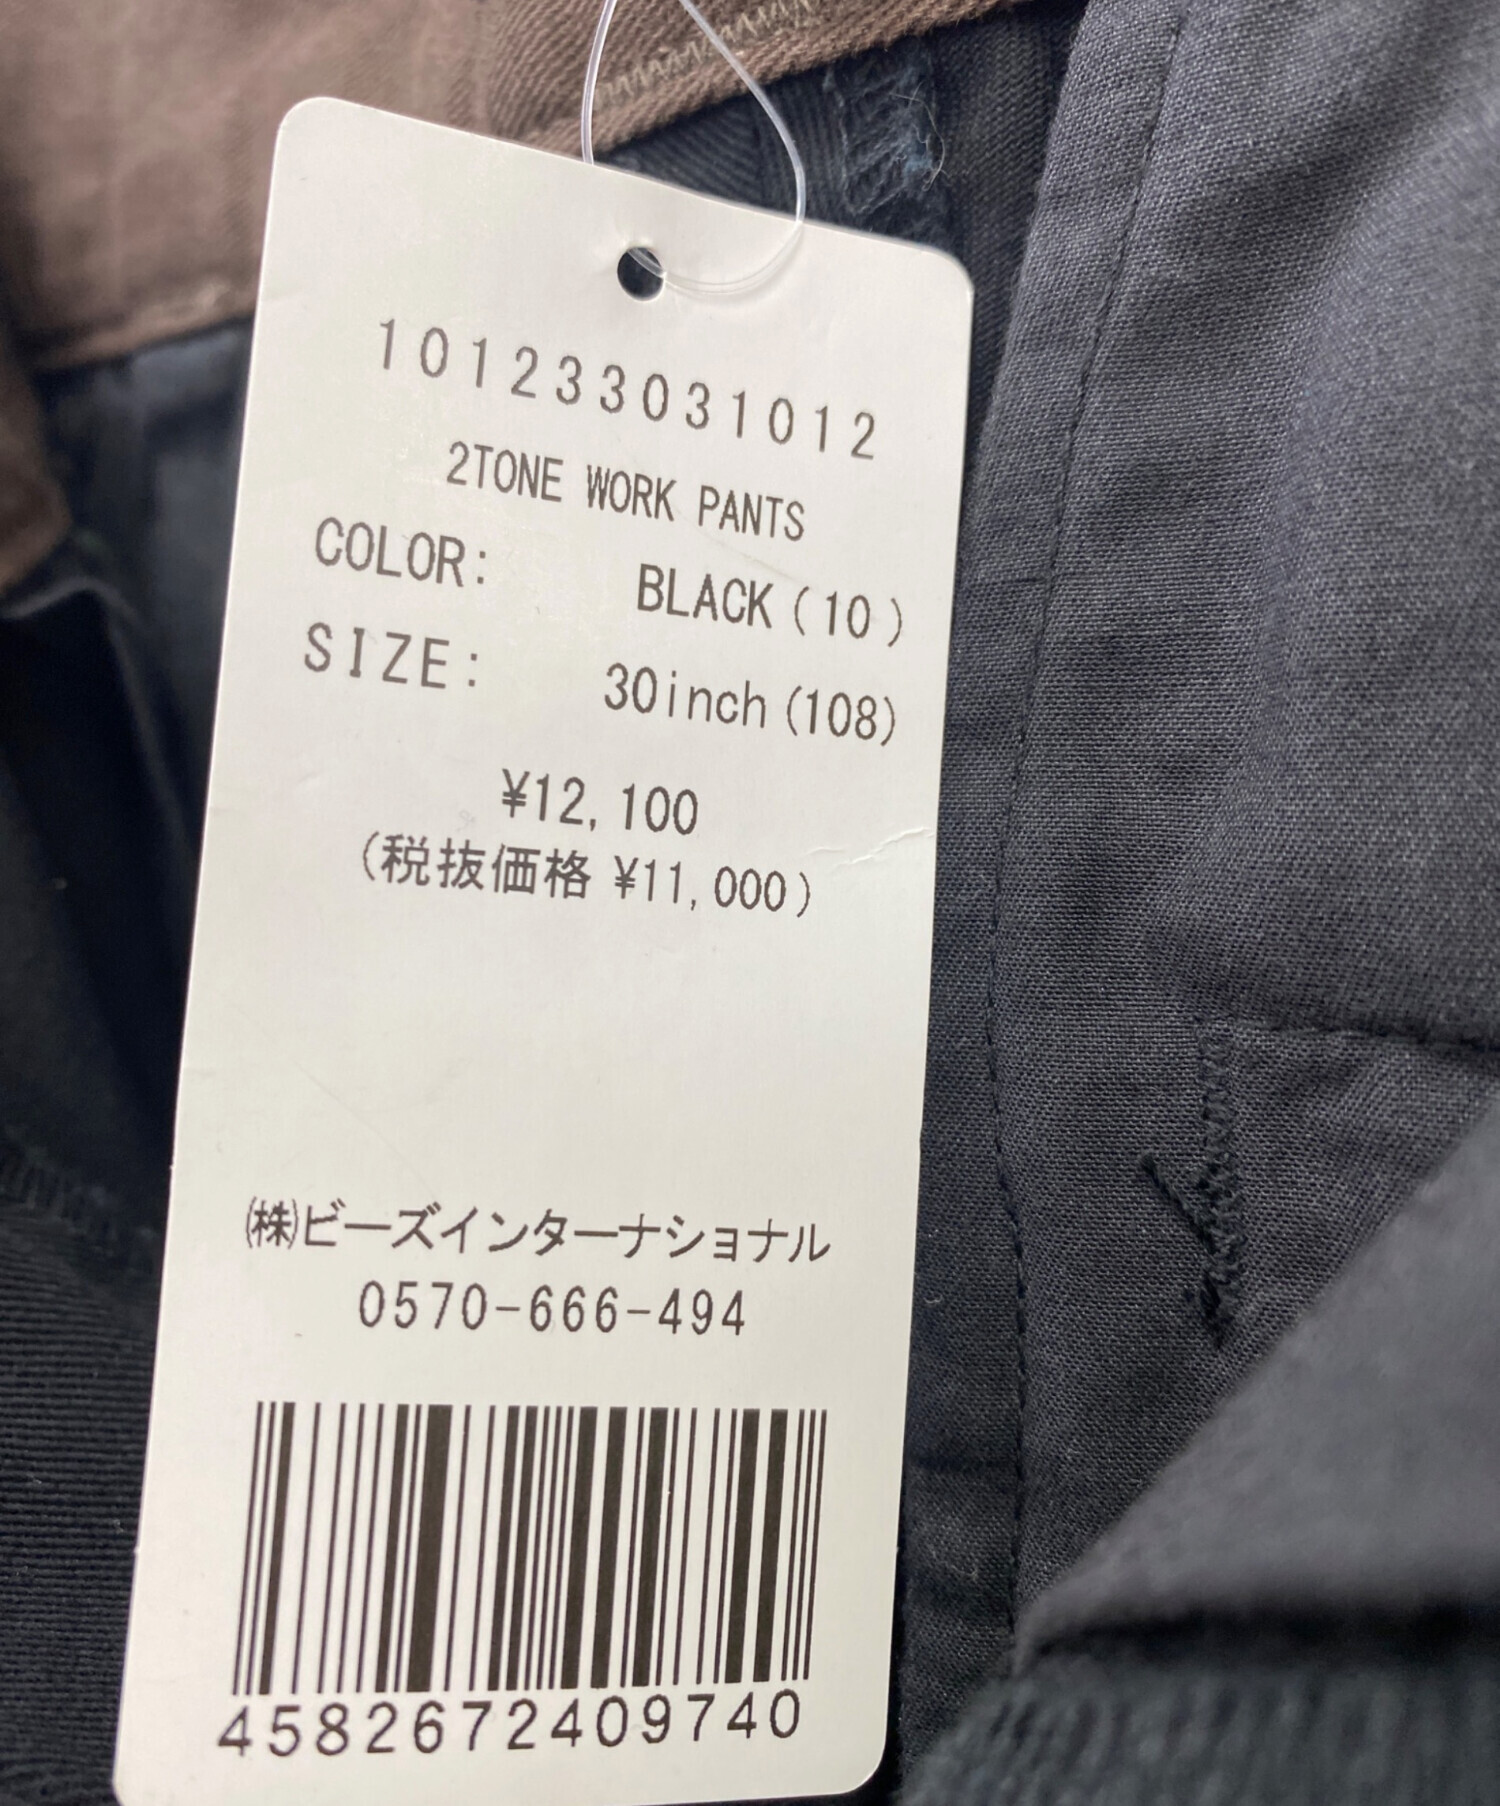 101233031012
2TONE WORK PANTS
COLOR: BLACK(10)
SIZE: 30inch(108)
¥12,100
(税抜価格 ¥11,000)
㈱ビーズインターナショナル
0570-666-494
4582672409740